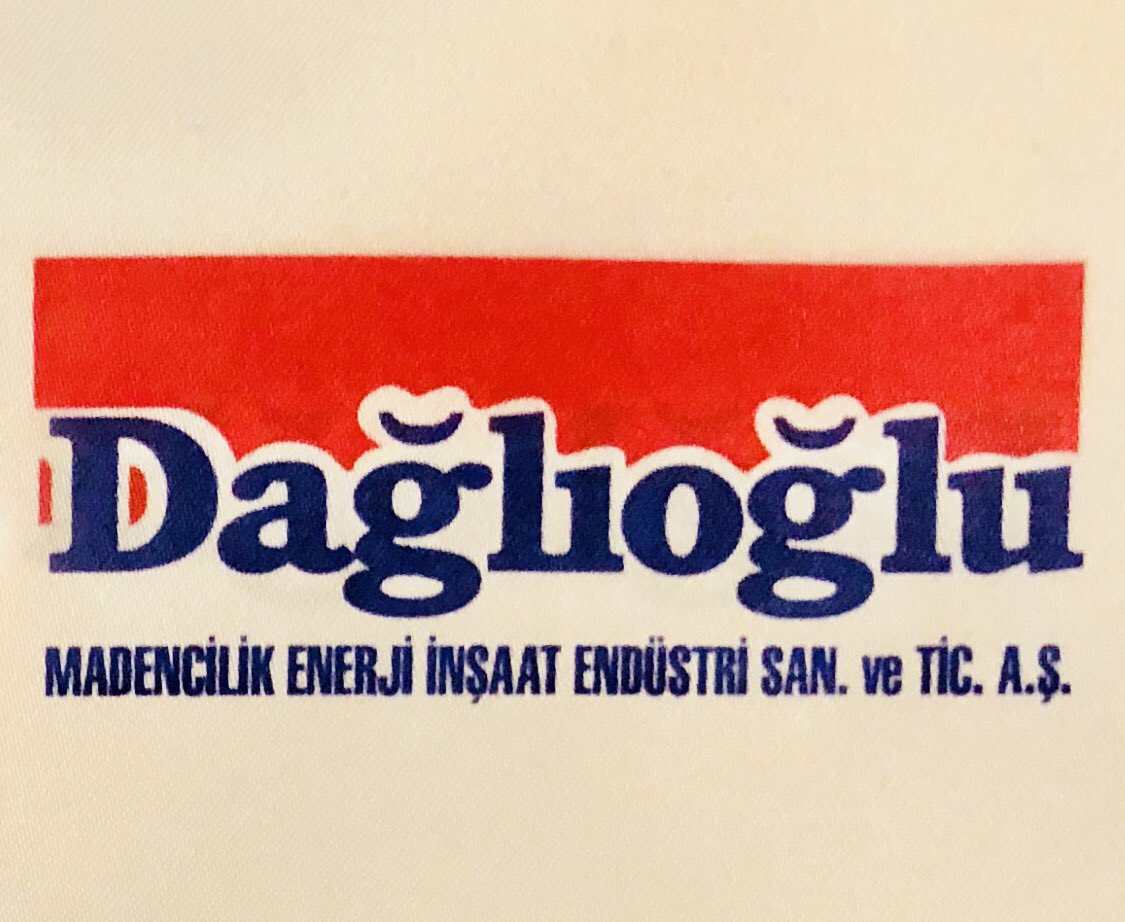 Dağlıoğlu
MADENCİLİK ENERJİ İNŞAAT ENDÜSTRİ SAN. ve TİC. A.Ş.